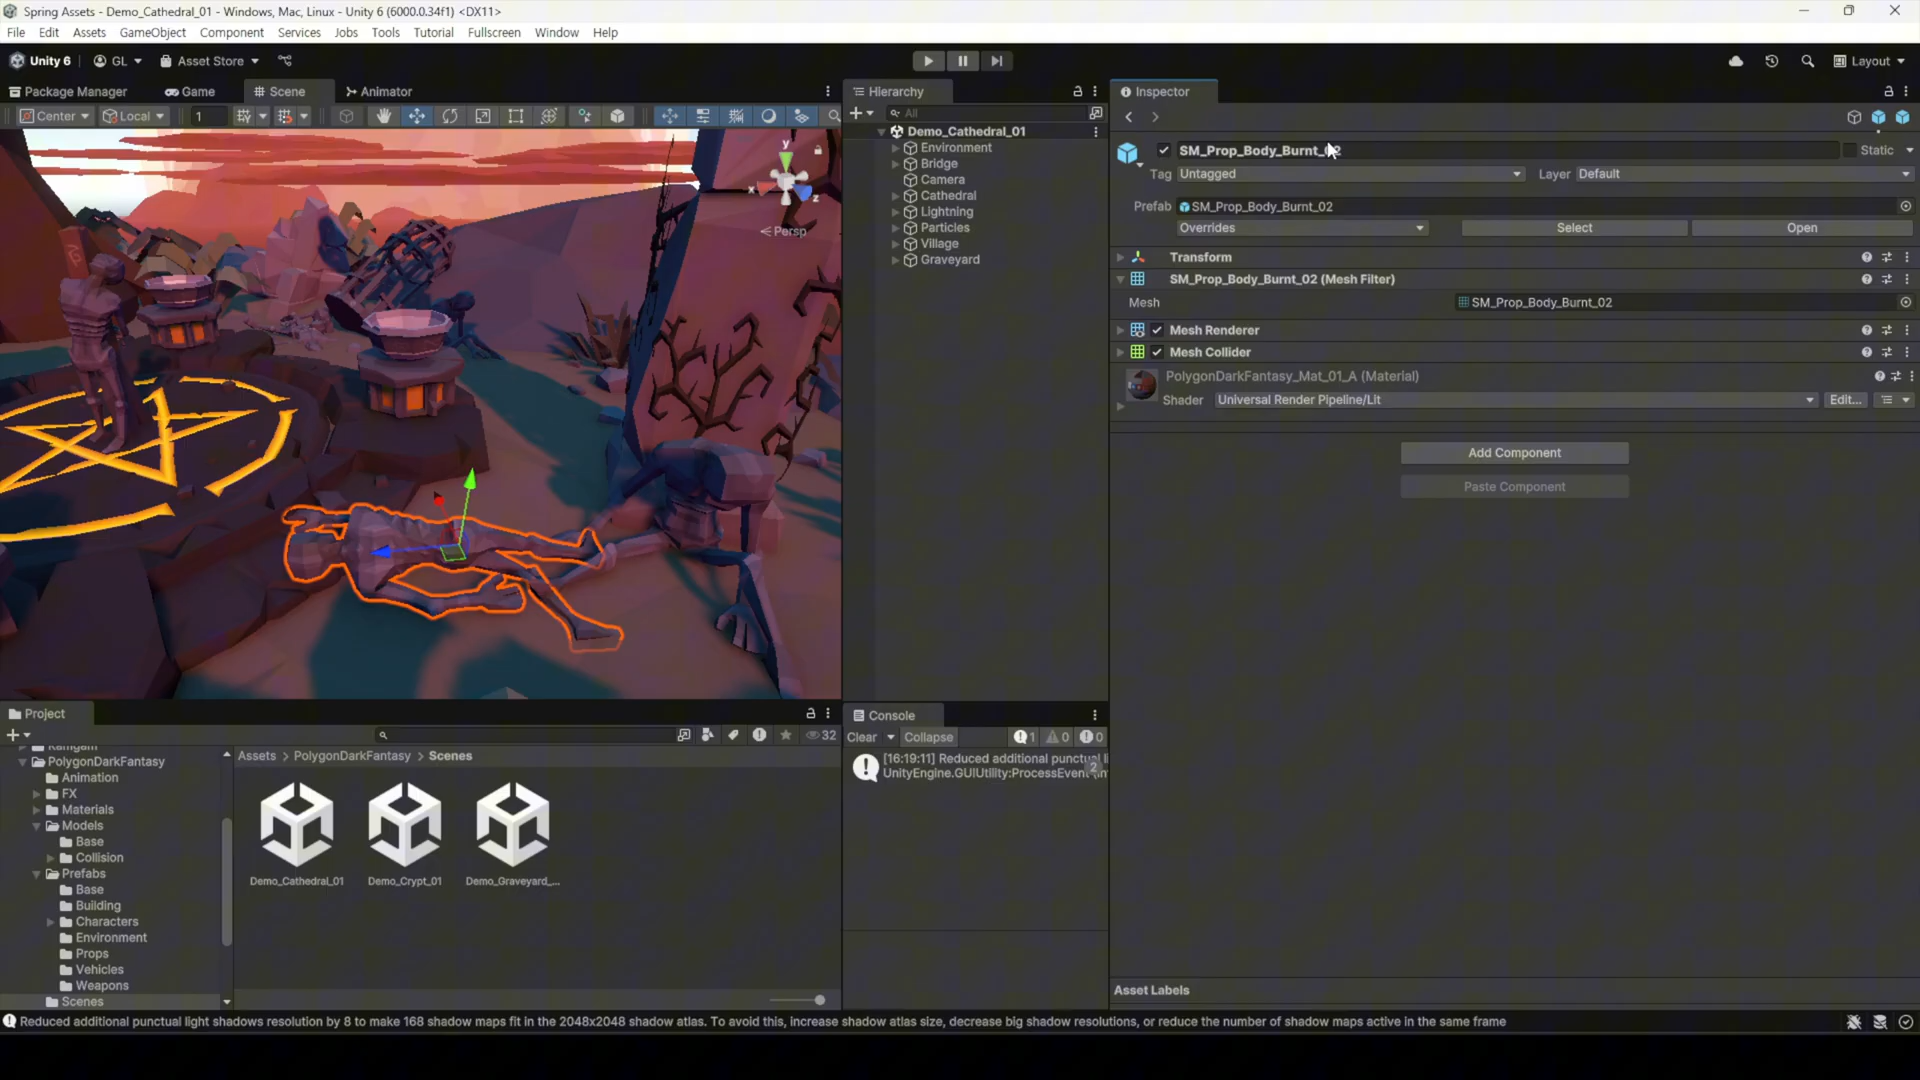 Spring Assets - Demo_Cathedral_01 - Windows, Mac, Linux - Unity 6 (6000.0.34f1) <DX11>
File Edit Assets GameObject Component Services Jobs Tools Tutorial Fullscreen Window Help
Unity 6 GL Asset Store Layout
Package Manager Game Scene Animator
Center Local 1
y
x
z
Persp
Hierarchy
All
Demo_Cathedral_01
Environment
Bridge
Camera
Cathedral
Lightning
Particles
Village
Graveyard
Inspector
SM_Prop_Body_Burnt_02 Static
Tag Untagged Layer Default
Prefab SM_Prop_Body_Burnt_02
Overrides Select Open
Transform
SM_Prop_Body_Burnt_02 (Mesh Filter)
Mesh SM_Prop_Body_Burnt_02
Mesh Renderer
Mesh Collider
PolygonDarkFantasy_Mat_01_A (Material)
Shader Universal Render Pipeline/Lit Edit...
Add Component
Paste Component
Asset Labels
Project
32
PolygonDarkFantasy
Animation
FX
Materials
Models
Base
Collision
Prefabs
Base
Building
Characters
Environment
Props
Vehicles
Weapons
Scenes
Assets > PolygonDarkFantasy > Scenes
Demo_Cathedral_01 Demo_Crypt_01 Demo_Graveyard_...
Console
Clear Collapse 1 0 0
[16:19:11] Reduced additional punctual li
UnityEngine.GUIUtility:ProcessEvent
2
Reduced additional punctual light shadows resolution by 8 to make 168 shadow maps fit in the 2048x2048 shadow atlas. To avoid this, increase shadow atlas size, decrease big shadow resolutions, or reduce the number of shadow maps active in the same frame